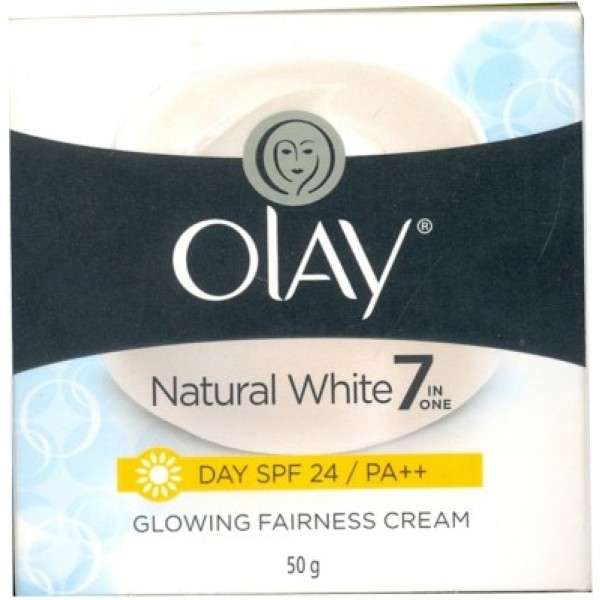 OLAY®
Natural White 7 IN ONE
DAY SPF 24 / PA++
GLOWING FAIRNESS CREAM
50 g